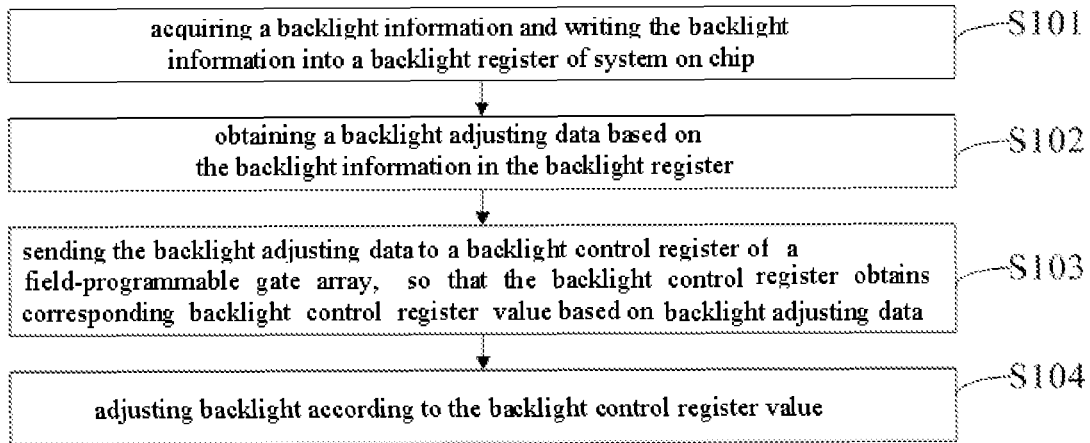 acquiring a backlight information and writing the backlight
information into a backlight register of system on chip
S101
obtaining a backlight adjusting data based on
the backlight information in the backlight register
S102
sending the backlight adjusting data to a backlight control register of a
field-programmable gate array, so that the backlight control register obtains
corresponding backlight control register value based on backlight adjusting data
S103
adjusting backlight according to the backlight control register value
S104